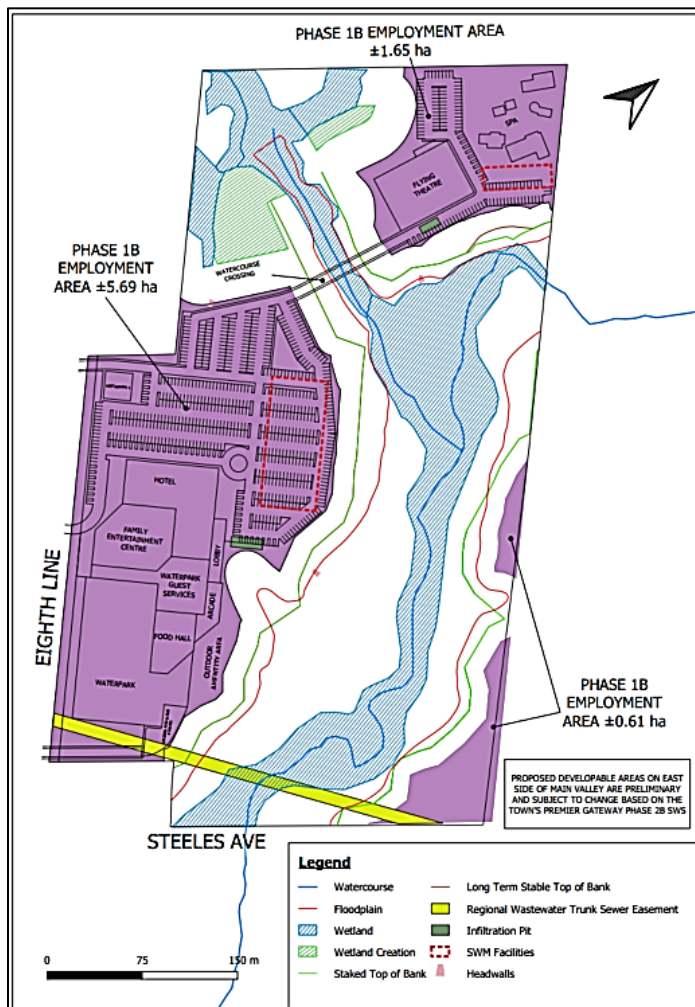 PHASE 1B EMPLOYMENT AREA
±1.65 ha
SPA
FLYING
THEATRE
PHASE 1B
EMPLOYMENT
AREA ±5.69 ha
WATERCOURSE
CROSSING
HOTEL
FAMILY
ENTERTAINMENT
CENTRE
LOBBY
WATERPARK
GUEST
SERVICES
ARCADE
FOOD HALL
OUTDOOR
AMENTITY AREA
WATERPARK
EIGHTH LINE
PHASE 1B
EMPLOYMENT
AREA ±0.61 ha
PROPOSED DEVELOPABLE AREAS ON EAST
SIDE OF MAIN VALLEY ARE PRELIMINARY
AND SUBJECT TO CHANGE BASED ON THE
TOWN'S PREMIER GATEWAY PHASE 2B SWS
STEELES AVE
Legend
Watercourse
Floodplain
Wetland
Wetland Creation
Staked Top of Bank
Long Term Stable Top of Bank
Regional Wastewater Trunk Sewer Easement
Infiltration Pit
SWM Facilities
Headwalls
0 75 150 m